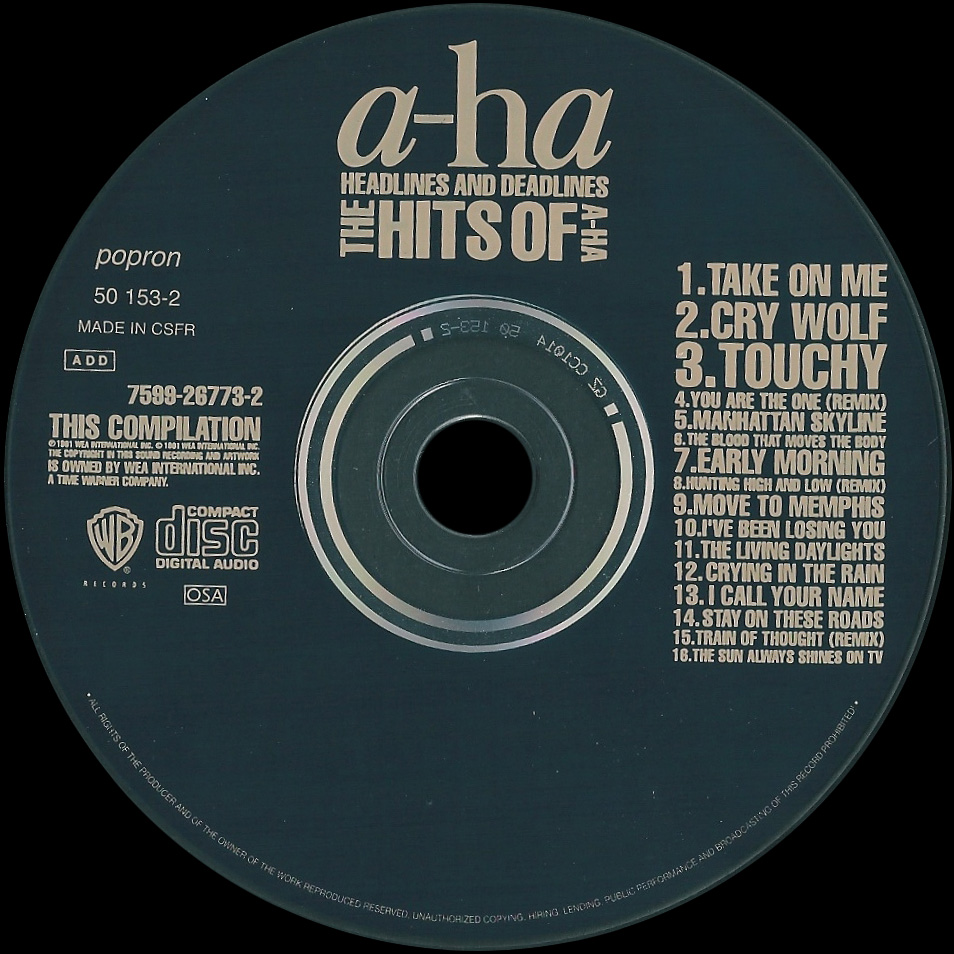 a-ha
HEADLINES AND DEADLINES
THE HITS OF A-HA
popron
50 153-2
MADE IN CSFR
ADD
7599-26773-2
THIS COMPILATION
℗ 1991 WEA INTERNATIONAL INC. © 1991 WEA INTERNATIONAL INC.
THE COPYRIGHT IN THIS SOUND RECORDING AND ARTWORK
IS OWNED BY WEA INTERNATIONAL INC.
A TIME WARNER COMPANY.
WB
®
RECORDS
COMPACT
disc
DIGITAL AUDIO
OSA
50 153-2
GZ CC1014
1.TAKE ON ME
2.CRY WOLF
3.TOUCHY
4.YOU ARE THE ONE (REMIX)
5.MANHATTAN SKYLINE
6.THE BLOOD THAT MOVES THE BODY
7.EARLY MORNING
8.HUNTING HIGH AND LOW (REMIX)
9.MOVE TO MEMPHIS
10.I'VE BEEN LOSING YOU
11.THE LIVING DAYLIGHTS
12.CRYING IN THE RAIN
13.I CALL YOUR NAME
14.STAY ON THESE ROADS
15.TRAIN OF THOUGHT (REMIX)
16.THE SUN ALWAYS SHINES ON TV
• ALL RIGHTS OF THE PRODUCER AND OF THE OWNER OF THE WORK REPRODUCED RESERVED. UNAUTHORIZED COPYING, HIRING, LENDING, PUBLIC PERFORMANCE AND BROADCASTING OF THIS RECORD PROHIBITED! •